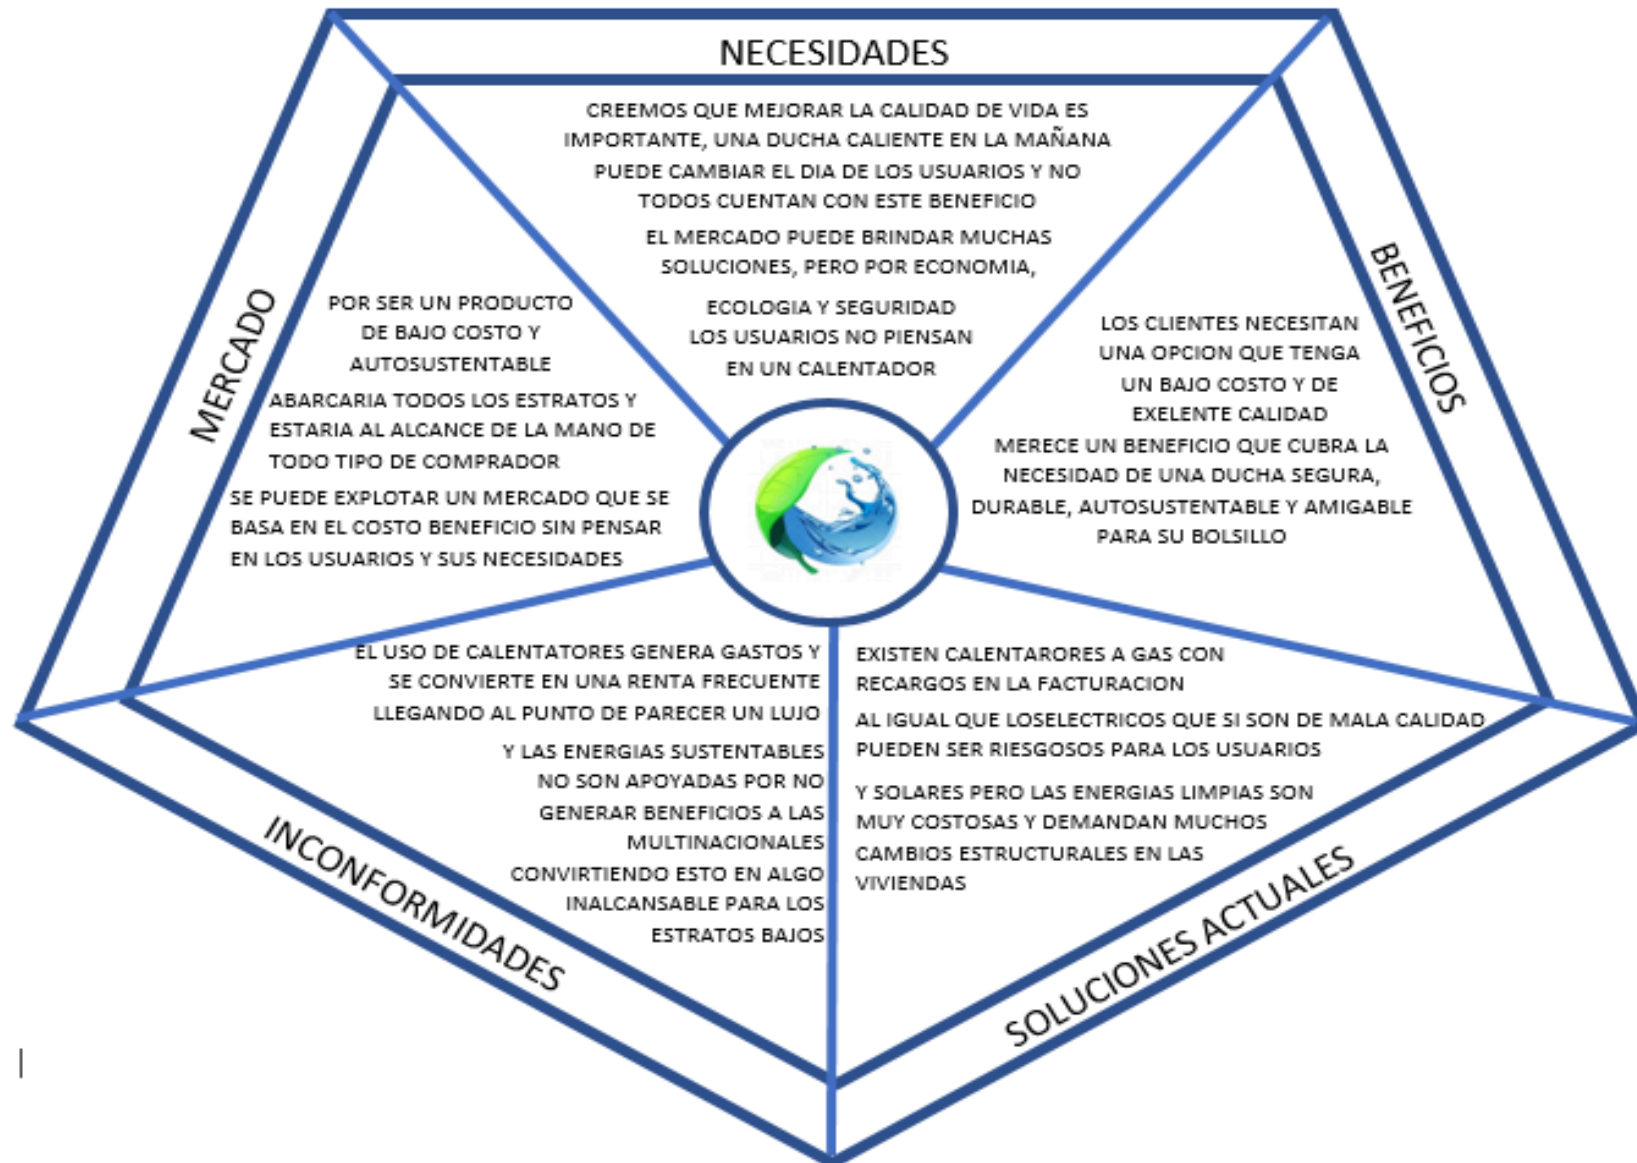 NECESIDADES
CREEMOS QUE MEJORAR LA CALIDAD DE VIDA ES
IMPORTANTE, UNA DUCHA CALIENTE EN LA MAÑANA
PUEDE CAMBIAR EL DIA DE LOS USUARIOS Y NO
TODOS CUENTAN CON ESTE BENEFICIO
EL MERCADO PUEDE BRINDAR MUCHAS
SOLUCIONES, PERO POR ECONOMIA,
ECOLOGIA Y SEGURIDAD
LOS USUARIOS NO PIENSAN
EN UN CALENTADOR
BENEFICIOS
LOS CLIENTES NECESITAN
UNA OPCION QUE TENGA
UN BAJO COSTO Y DE
EXELENTE CALIDAD
MERECE UN BENEFICIO QUE CUBRA LA
NECESIDAD DE UNA DUCHA SEGURA,
DURABLE, AUTOSUSTENTABLE Y AMIGABLE
PARA SU BOLSILLO
SOLUCIONES ACTUALES
EXISTEN CALENTARORES A GAS CON
RECARGOS EN LA FACTURACION
AL IGUAL QUE LOSELECTRICOS QUE SI SON DE MALA CALIDAD
PUEDEN SER RIESGOSOS PARA LOS USUARIOS
Y SOLARES PERO LAS ENERGIAS LIMPIAS SON
MUY COSTOSAS Y DEMANDAN MUCHOS
CAMBIOS ESTRUCTURALES EN LAS
VIVIENDAS
INCONFORMIDADES
EL USO DE CALENTATORES GENERA GASTOS Y
SE CONVIERTE EN UNA RENTA FRECUENTE
LLEGANDO AL PUNTO DE PARECER UN LUJO
Y LAS ENERGIAS SUSTENTABLES
NO SON APOYADAS POR NO
GENERAR BENEFICIOS A LAS
MULTINACIONALES
CONVIRTIENDO ESTO EN ALGO
INALCANSABLE PARA LOS
ESTRATOS BAJOS
MERCADO
POR SER UN PRODUCTO
DE BAJO COSTO Y
AUTOSUSTENTABLE
ABARCARIA TODOS LOS ESTRATOS Y
ESTARIA AL ALCANCE DE LA MANO DE
TODO TIPO DE COMPRADOR
SE PUEDE EXPLOTAR UN MERCADO QUE SE
BASA EN EL COSTO BENEFICIO SIN PENSAR
EN LOS USUARIOS Y SUS NECESIDADES